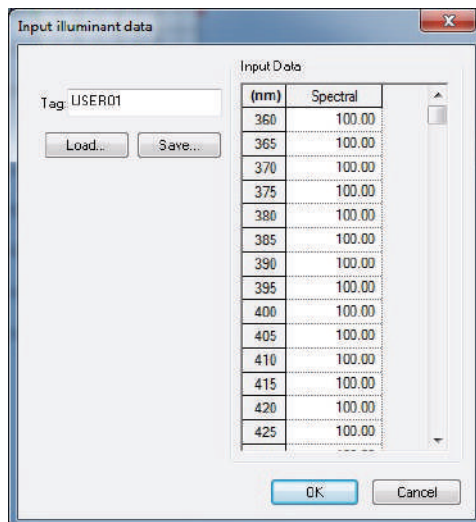 Input illuminant data
x
Tag: USER01
Load...
Save...
Input Data
(nm) Spectral
360 100.00
365 100.00
370 100.00
375 100.00
380 100.00
385 100.00
390 100.00
395 100.00
400 100.00
405 100.00
410 100.00
415 100.00
420 100.00
425 100.00
OK
Cancel